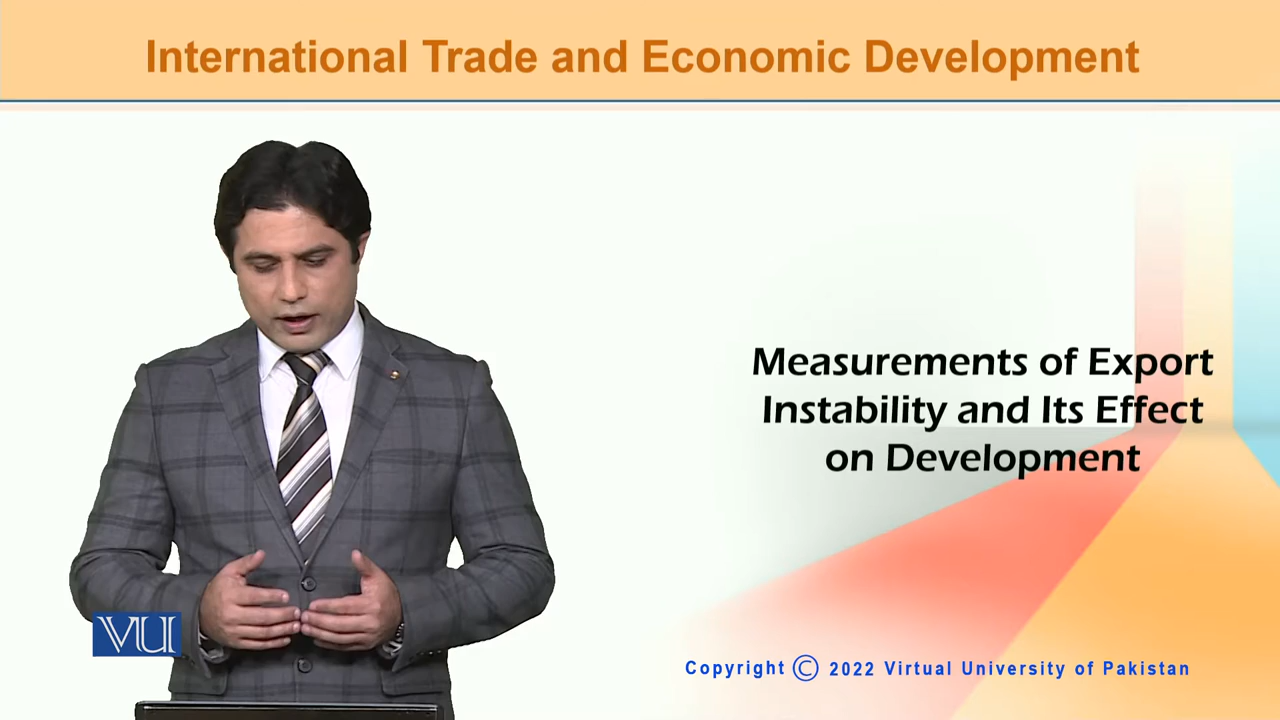 International Trade and Economic Development
Measurements of Export
Instability and Its Effect
on Development
VU
Copyright © 2022 Virtual University of Pakistan